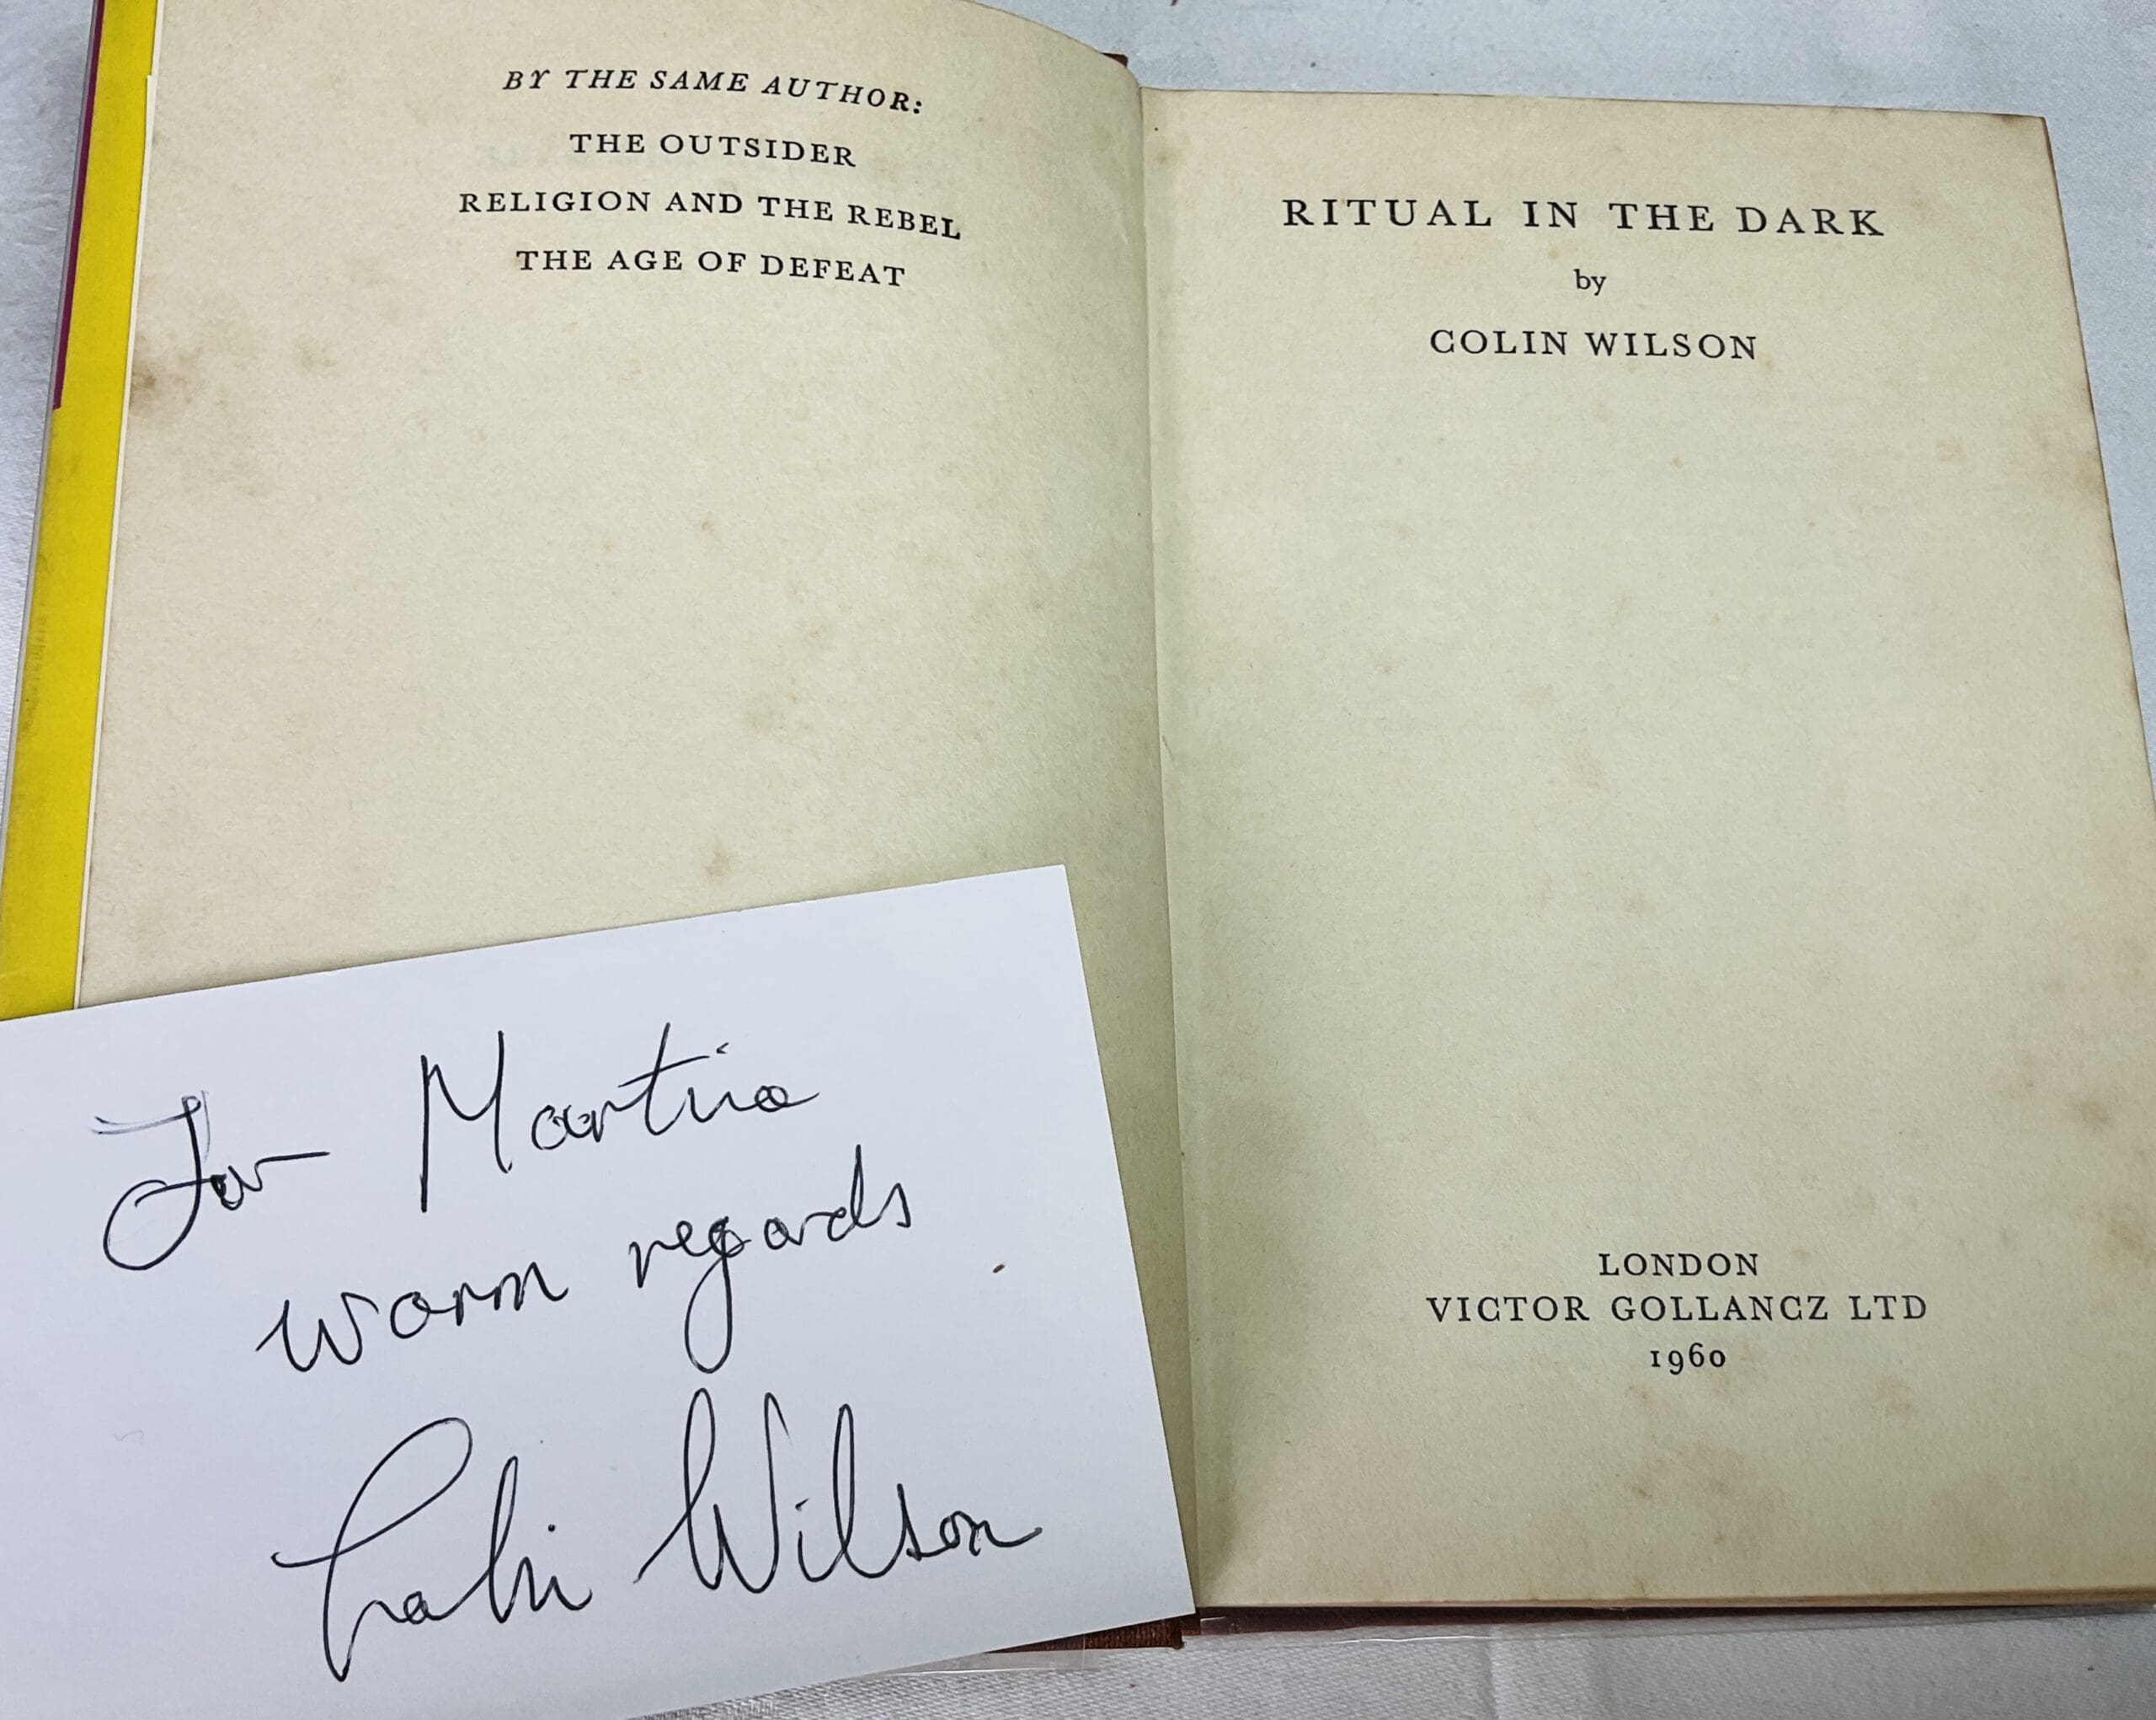 BY THE SAME AUTHOR:
THE OUTSIDER
RELIGION AND THE REBEL
THE AGE OF DEFEAT
RITUAL IN THE DARK
by
COLIN WILSON
LONDON
VICTOR GOLLANCZ LTD
1960
For Martina
warm regards
Colin Wilson